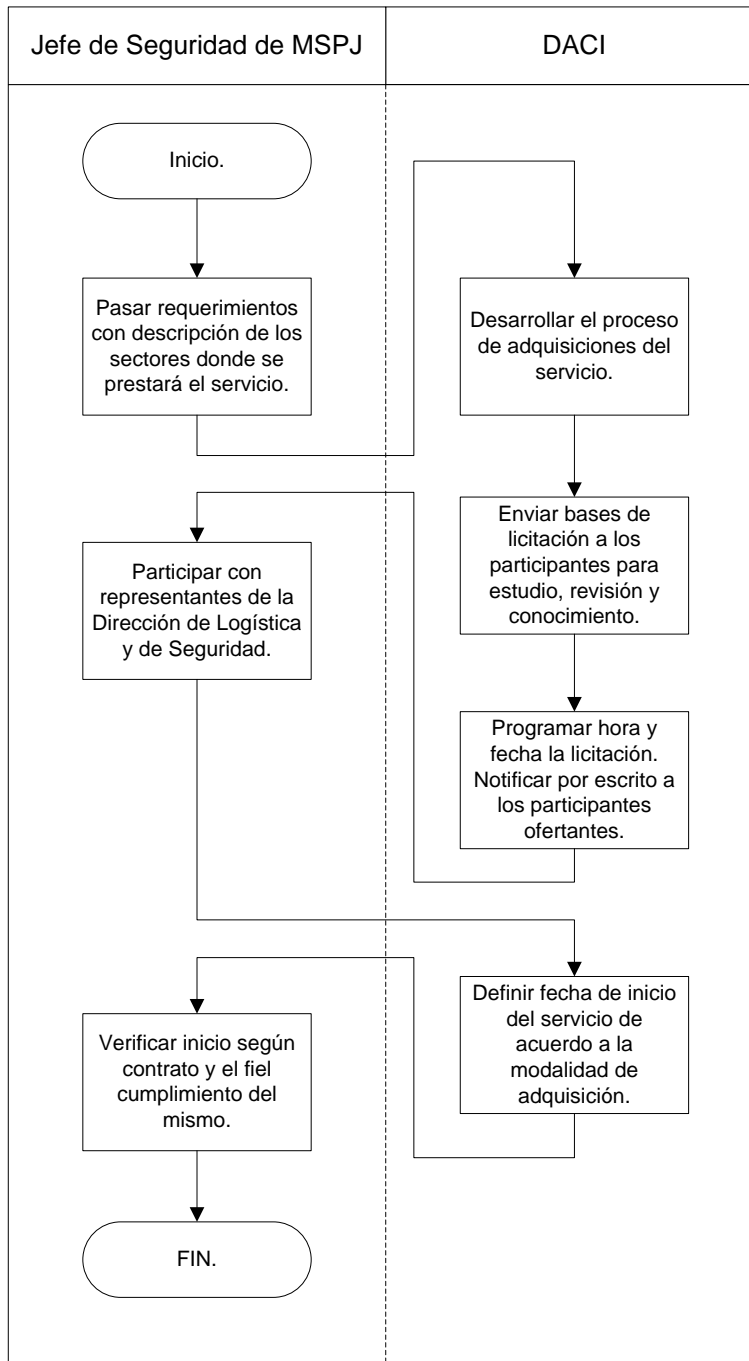 Jefe de Seguridad de MSPJ
DACI
Inicio.
Pasar requerimientos
con descripción de los
sectores donde se
prestará el servicio.
Desarrollar el proceso
de adquisiciones del
servicio.
Enviar bases de
licitación a los
participantes para
estudio, revisión y
conocimiento.
Programar hora y
fecha la licitación.
Notificar por escrito a
los participantes
ofertantes.
Participar con
representantes de la
Dirección de Logística
y de Seguridad.
Definir fecha de inicio
del servicio de
acuerdo a la
modalidad de
adquisición.
Verificar inicio según
contrato y el fiel
cumplimiento del
mismo.
FIN.